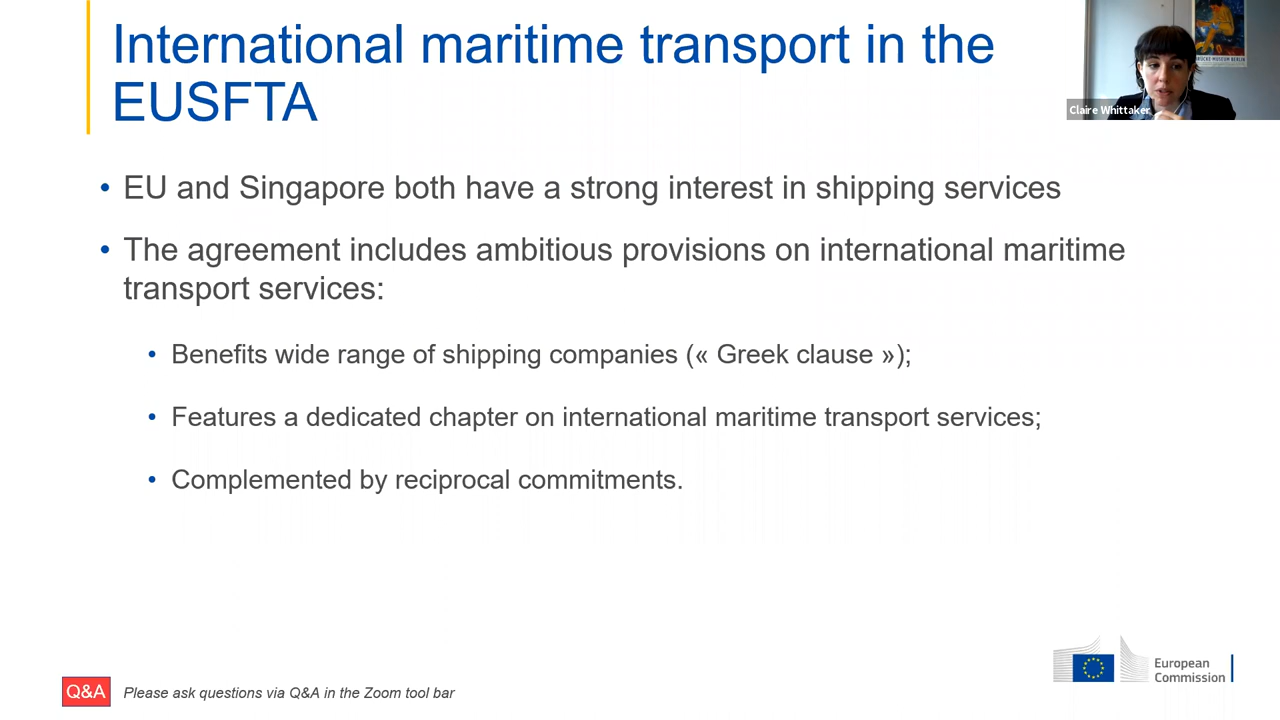 International maritime transport in the
EUSFTA
Claire Whittaker
• EU and Singapore both have a strong interest in shipping services
• The agreement includes ambitious provisions on international maritime
transport services:
• Benefits wide range of shipping companies (« Greek clause »);
• Features a dedicated chapter on international maritime transport services;
• Complemented by reciprocal commitments.
European
Commission
Q&A Please ask questions via Q&A in the Zoom tool bar